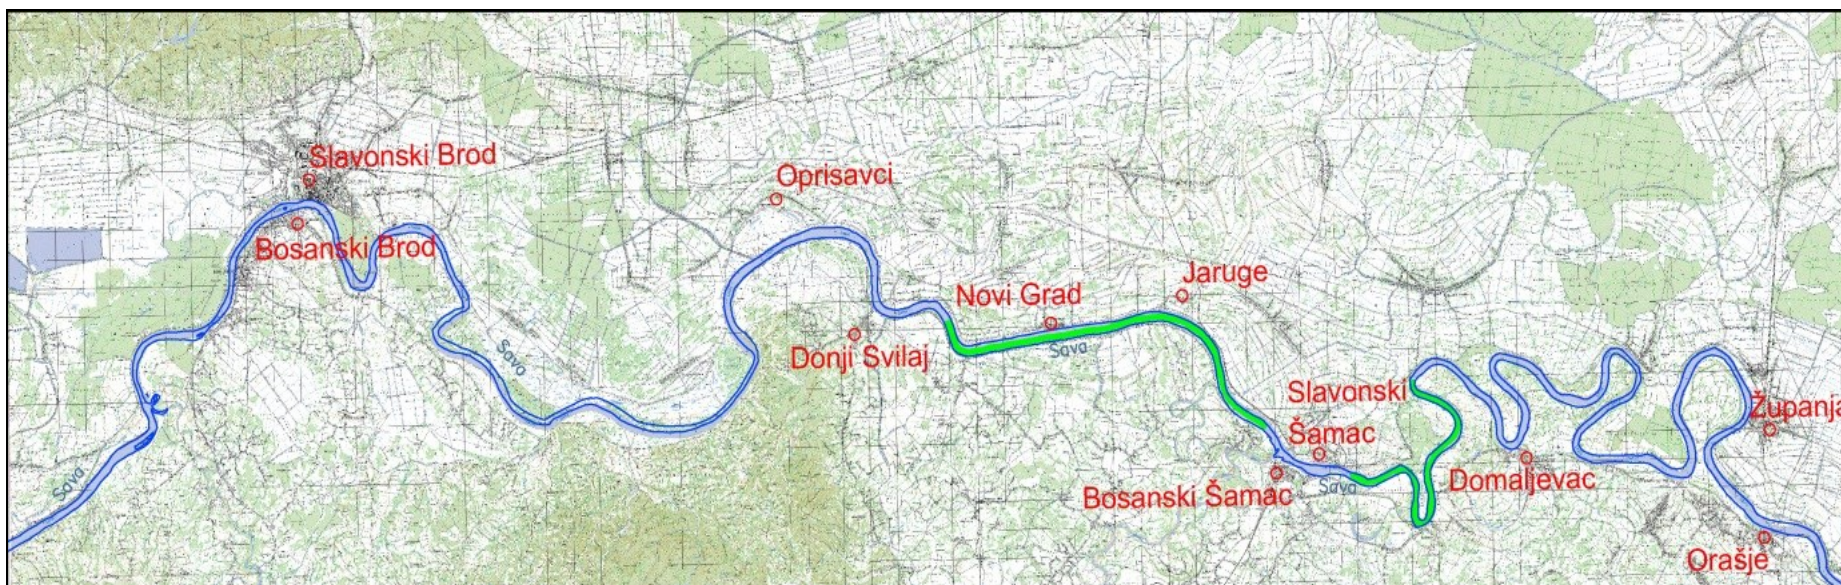 Slavonski Brod
Oprisavci
Bosanski Brod
Jaruge
Novi Grad
Sava
Donji Svilaj
Sava
Slavonski
Šamac
Županja
Sava
Bosanski Šamac
Sava
Domaljevac
Orašje